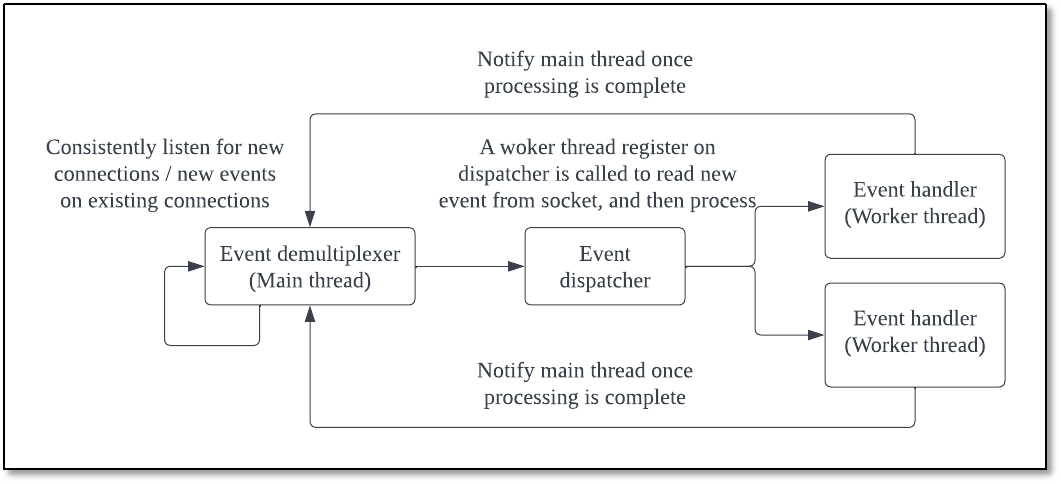 Notify main thread once
processing is complete
Consistently listen for new
connections / new events
on existing connections
A woker thread register on
dispatcher is called to read new
event from socket, and then process
Event handler
(Worker thread)
Event demultiplexer
(Main thread)
Event
dispatcher
Event handler
(Worker thread)
Notify main thread once
processing is complete